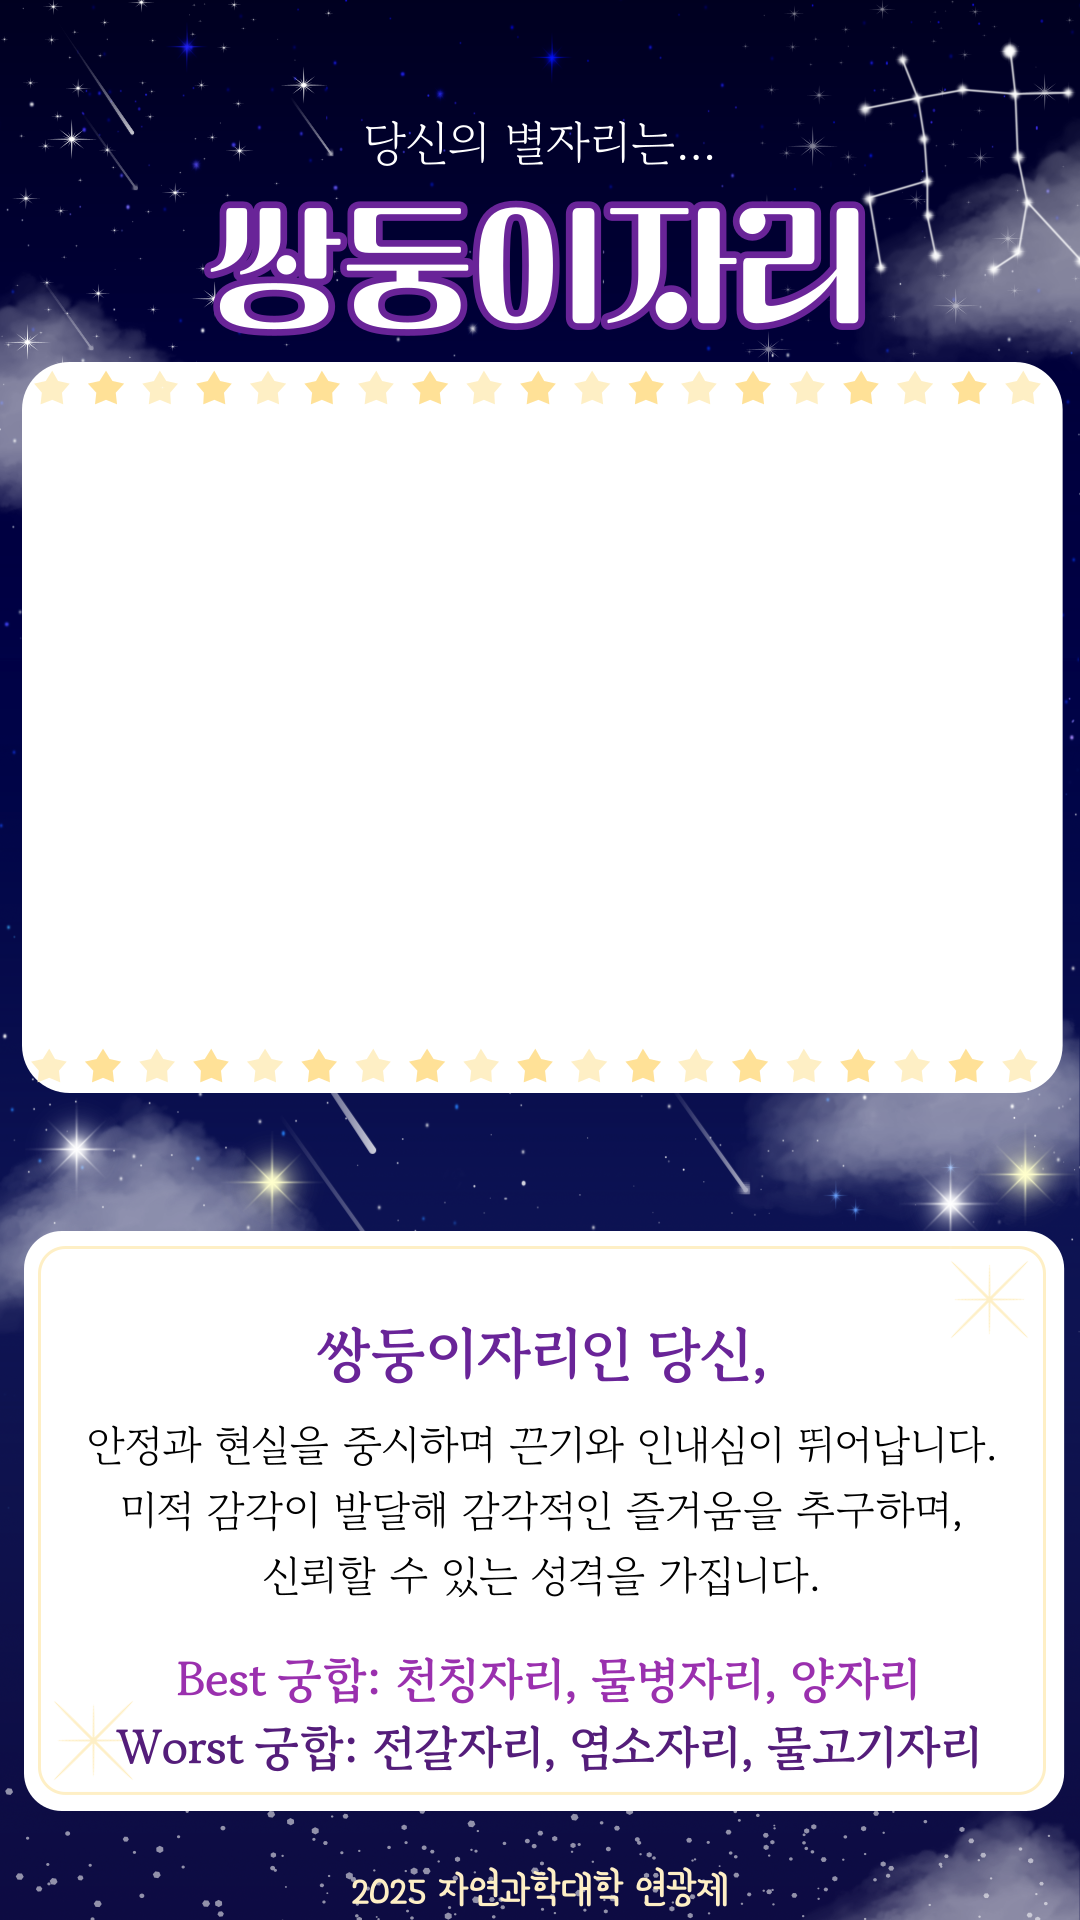 당신의 별자리는...
쌍둥이자리
쌍둥이자리인 당신,
안정과 현실을 중시하며 끈기와 인내심이 뛰어납니다.
미적 감각이 발달해 감각적인 즐거움을 추구하며,
신뢰할 수 있는 성격을 가집니다.
Best 궁합: 천칭자리, 물병자리, 양자리
Worst 궁합: 전갈자리, 염소자리, 물고기자리
2025 자연과학대학 연광제